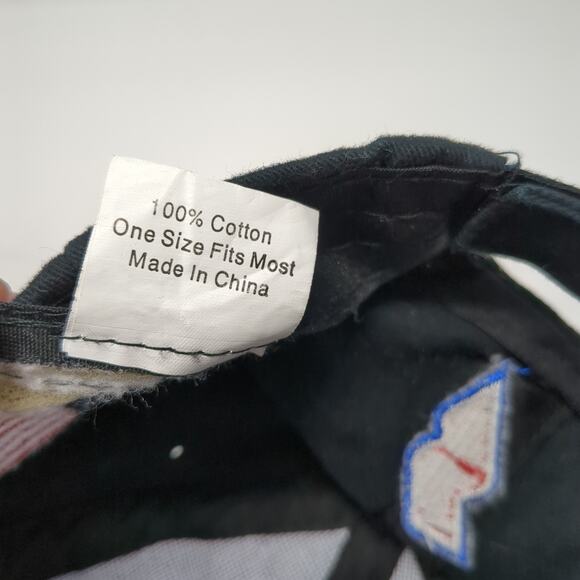 100% Cotton
One Size Fits Most
Made In China